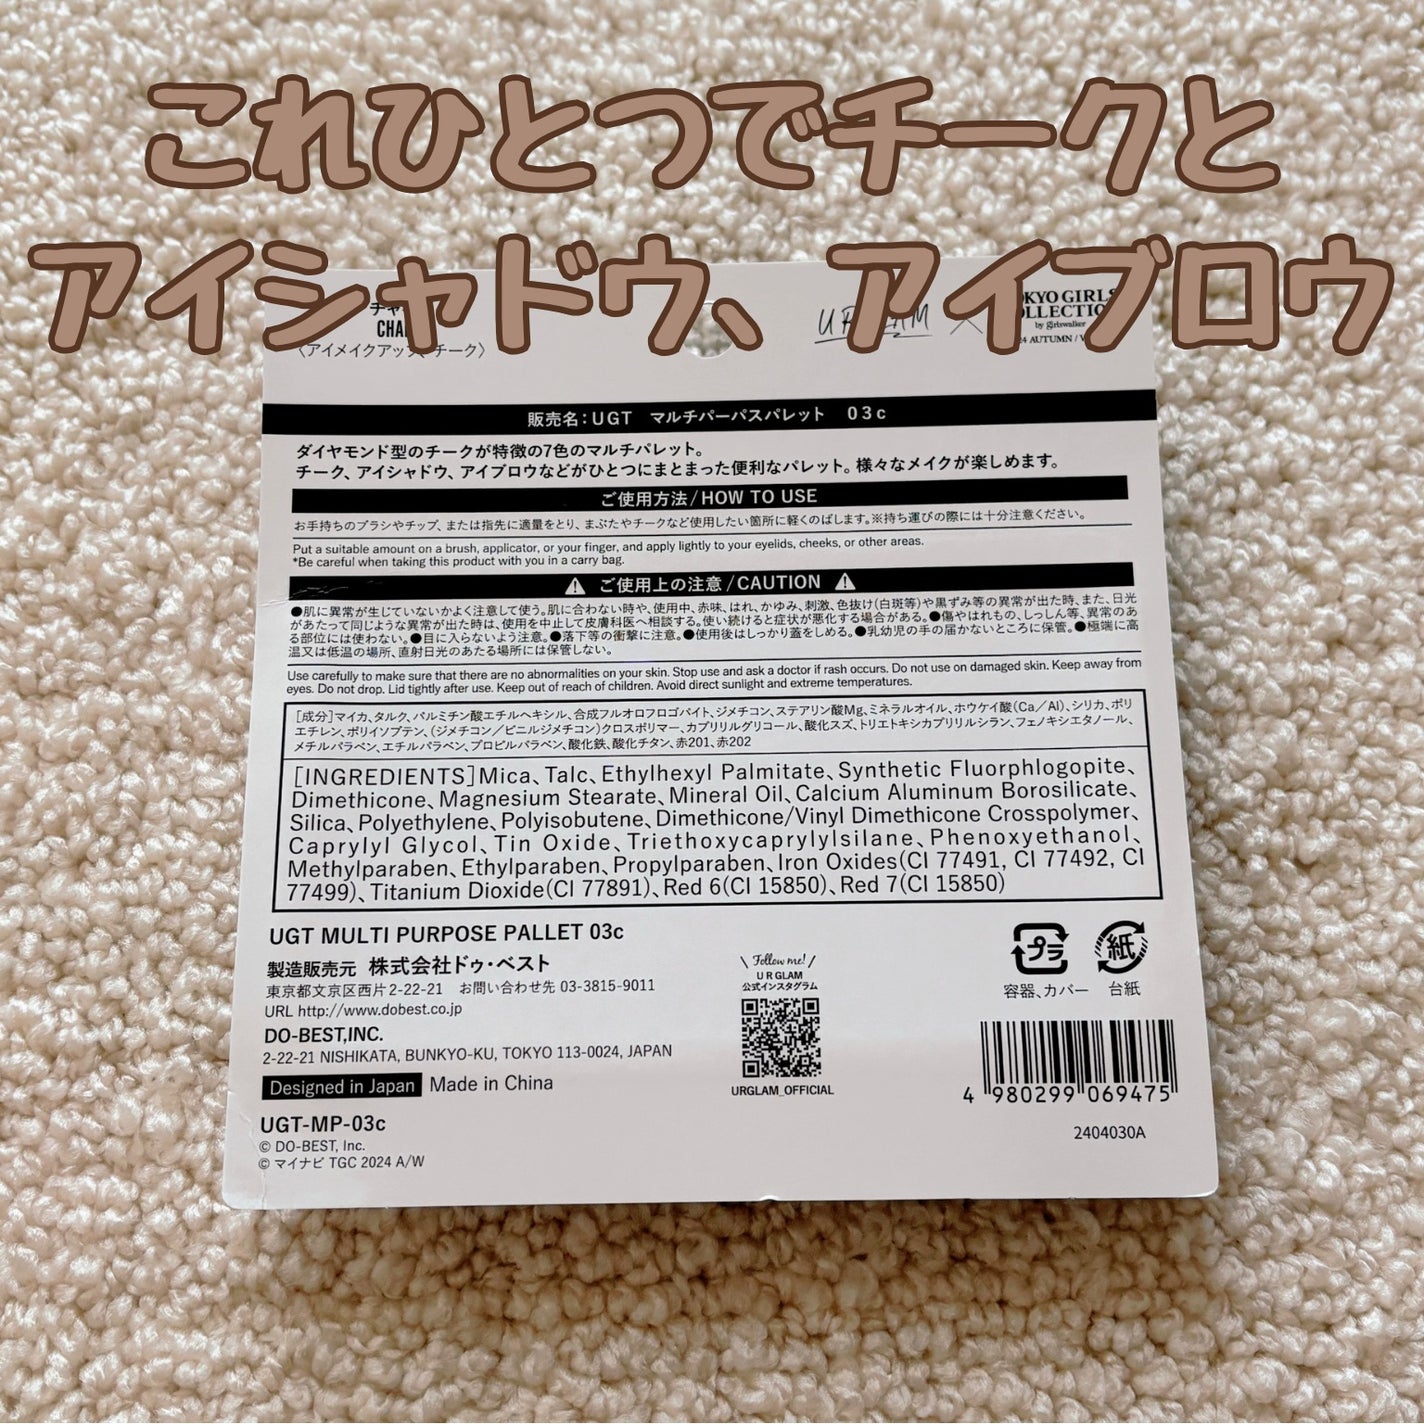 これひとつでチークと
アイシャドウ、アイブロウ
〈アイメイクアップ、チーク〉
URGLAM ×
TOKYO GIRLS
COLLECTION
by girlswalker
販売名:UGT マルチパーパスパレット 03c
ダイヤモンド型のチークが特徴の7色のマルチパレット。
チーク、アイシャドウ、アイブロウなどがひとつにまとまった便利なパレット。様々なメイクが楽しめます。
ご使用方法/HOW TO USE
お手持ちのブラシやチップ、または指先に適量をとり、まぶたやチークなど使用したい箇所に軽くのばします。※持ち運びの際には十分注意ください。
Put a suitable amount on a brush, applicator, or your finger, and apply lightly to your eyelids, cheeks, or other areas.
*Be careful when taking this product with you in a carry bag.
ご使用上の注意/CAUTION
●肌に異常が生じていないかよく注意して使う。肌に合わない時や、使用中、赤味、はれ、かゆみ、刺激、色抜け(白斑等)や黒ずみ等の異常が出た時、また、日光
があたって同じような異常が出た時は、使用を中止して皮膚科医へ相談する。使い続けると症状が悪化する場合がある。●傷やはれもの、しっしん等、異常のあ
る部位には使わない。●目に入らないよう注意。●落下等の衝撃に注意。●使用後はしっかり蓋をしめる。●乳幼児の手の届かないところに保管。●極端に高
温又は低温の場所、直射日光のあたる場所には保管しない。
Use carefully to make sure that there are no abnormalities on your skin. Stop use and ask a doctor if rash occurs. Do not use on damaged skin. Keep away from
eyes. Do not drop. Lid tightly after use. Keep out of reach of children. Avoid direct sunlight and extreme temperatures.
[成分]マイカ、タルク、パルミチン酸エチルヘキシル、合成フルオロフロゴパイト、ジメチコン、ステアリン酸Mg、ミネラルオイル、ホウケイ酸(Ca/Al)、シリカ、ポリ
エチレン、ポリイソブテン、(ジメチコン/ビニルジメチコン)クロスポリマー、カプリリルグリコール、酸化スズ、トリエトキシカプリリルシラン、フェノキシエタノール、
メチルパラベン、エチルパラベン、プロピルパラベン、酸化鉄、酸化チタン、赤201、赤202
[INGREDIENTS]Mica、Talc、Ethylhexyl Palmitate、Synthetic Fluorphlogopite、
Dimethicone、Magnesium Stearate、Mineral Oil、Calcium Aluminum Borosilicate、
Silica、Polyethylene、Polyisobutene、Dimethicone/Vinyl Dimethicone Crosspolymer、
Caprylyl Glycol、Tin Oxide、Triethoxycaprylylsilane、Phenoxyethanol、
Methylparaben、Ethylparaben、Propylparaben、Iron Oxides(CI 77491, CI 77492, CI
77499)、Titanium Dioxide(CI 77891)、Red 6(CI 15850)、Red 7(CI 15850)
UGT MULTI PURPOSE PALLET 03c
製造販売元 株式会社ドゥ・ベスト
東京都文京区西片2-22-21 お問い合わせ先 03-3815-9011
URL http://www.dobest.co.jp
DO-BEST,INC.
2-22-21 NISHIKATA, BUNKYO-KU, TOKYO 113-0024, JAPAN
Designed in Japan Made in China
UGT-MP-03c
© DO-BEST, Inc.
© マイナビ TGC 2024 A/W
\ Follow me! /
U R GLAM
公式インスタグラム
URGLAM_OFFICIAL
プラ
容器、カバー
紙
台紙
4 980299 069475
2404030A